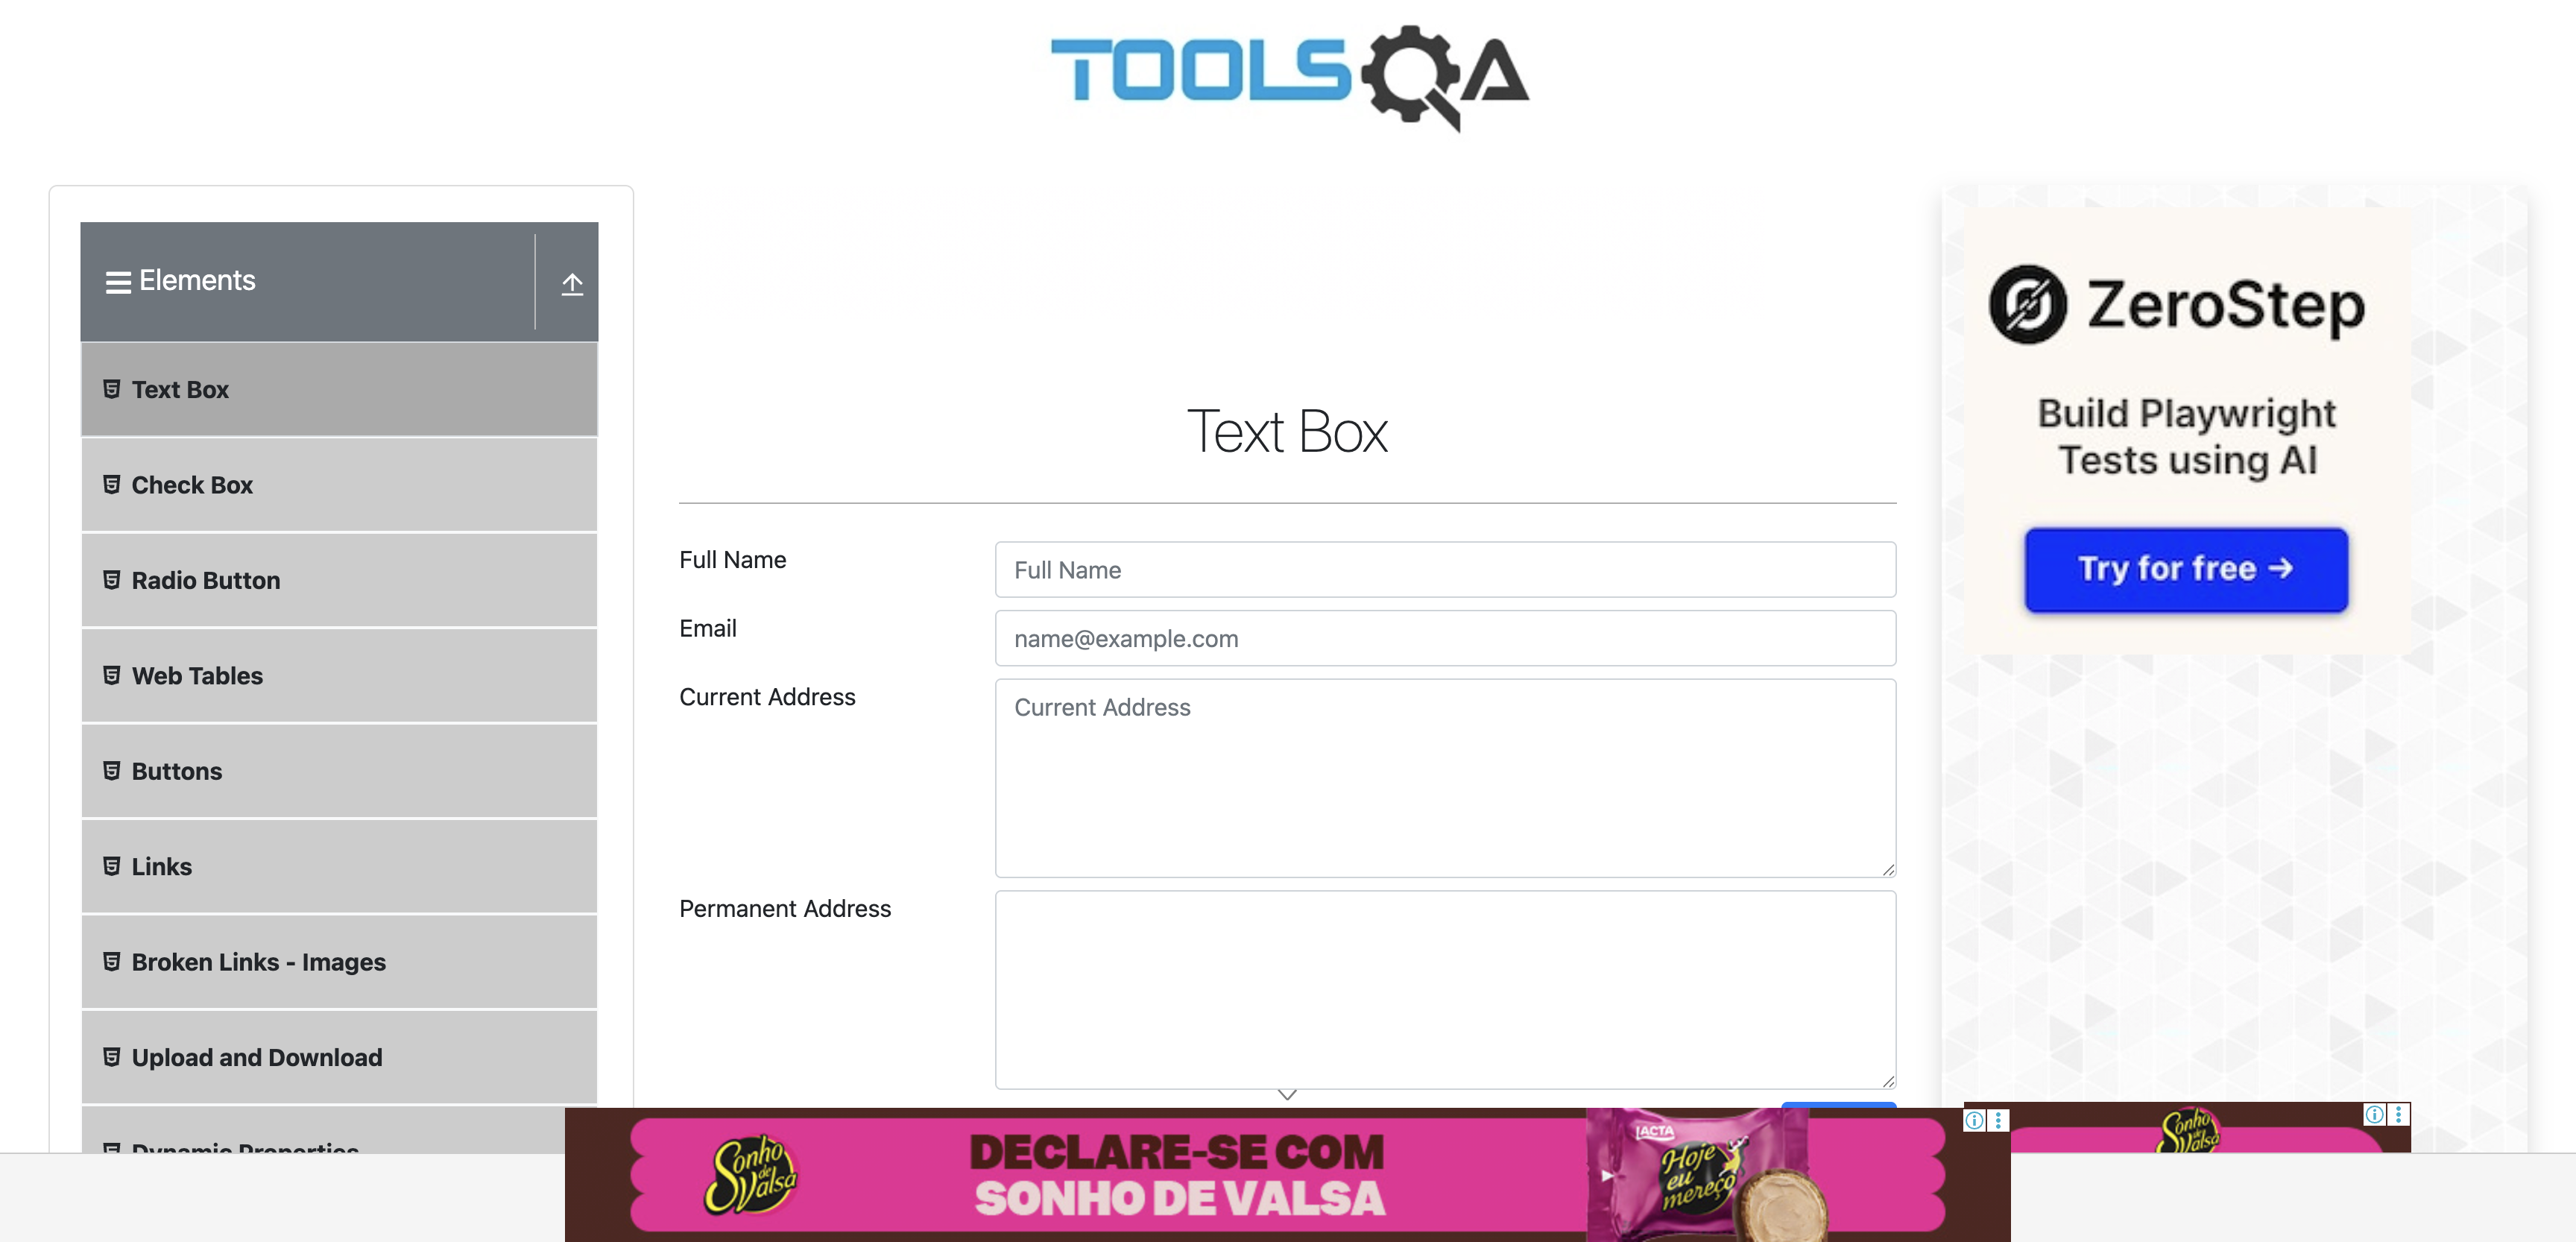 TOOLSQA
Elements
Text Box
Check Box
Radio Button
Web Tables
Buttons
Links
Broken Links - Images
Upload and Download
Dynamic Properties
Text Box
Full Name
Full Name
Email
name@example.com
Current Address
Current Address
Permanent Address
ZeroStep
Build Playwright
Tests using AI
Try for free →
Sonho
de
Valsa
DECLARE-SE COM
SONHO DE VALSA
LACTA
Hoje
eu
mereço
Sonho
de
Valsa